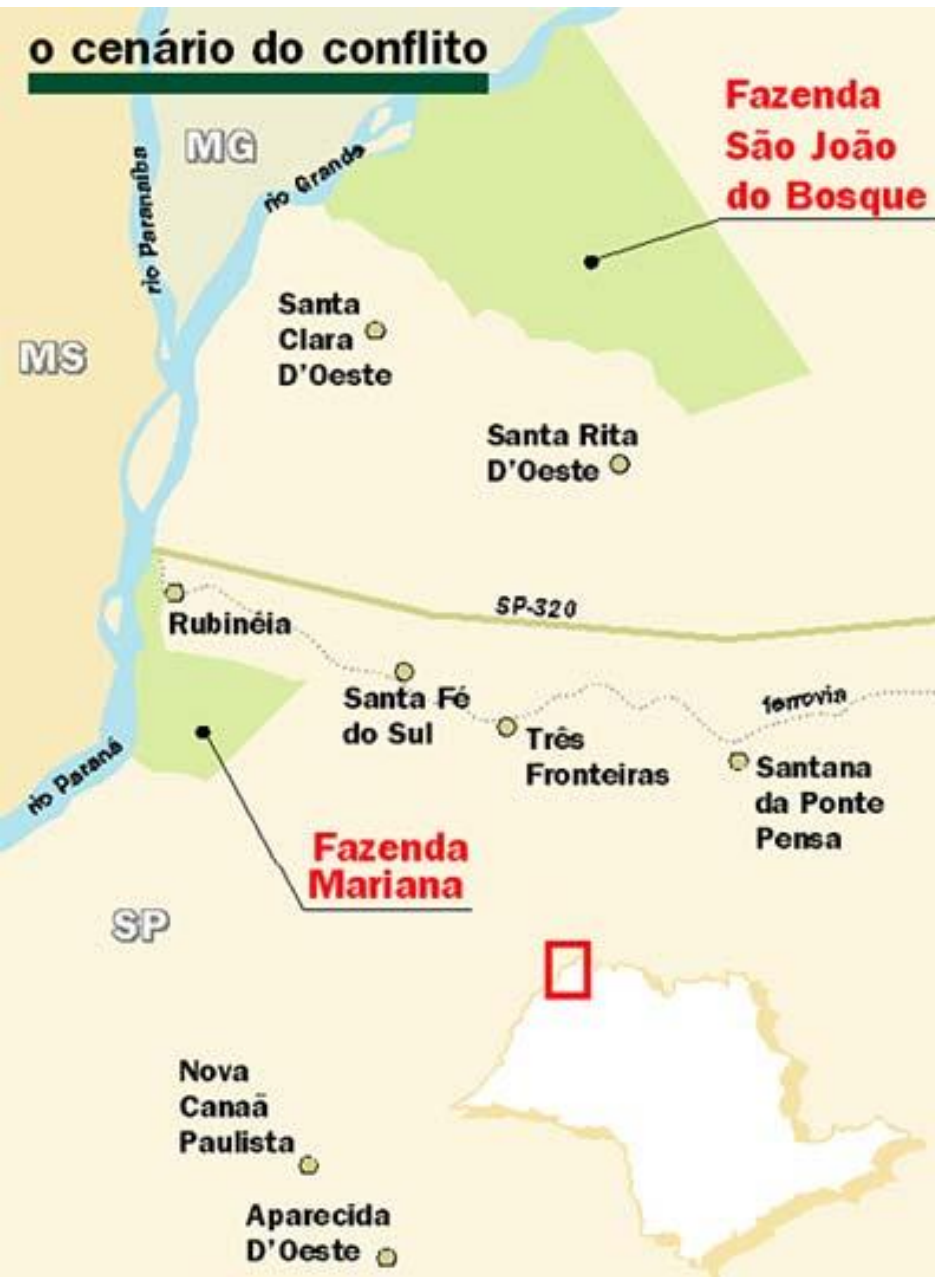 o cenário do conflito
Fazenda
São João
do Bosque
MG
rio Paranaíba
rio Grande
Santa
Clara
D'Oeste
MS
Santa Rita
D'Oeste
SP-320
Rubinéia
Santa Fé
do Sul
ferrovia
Três
Fronteiras
Santana
da Ponte
Pensa
rio Paraná
Fazenda
Mariana
SP
Nova
Canaã
Paulista
Aparecida
D'Oeste